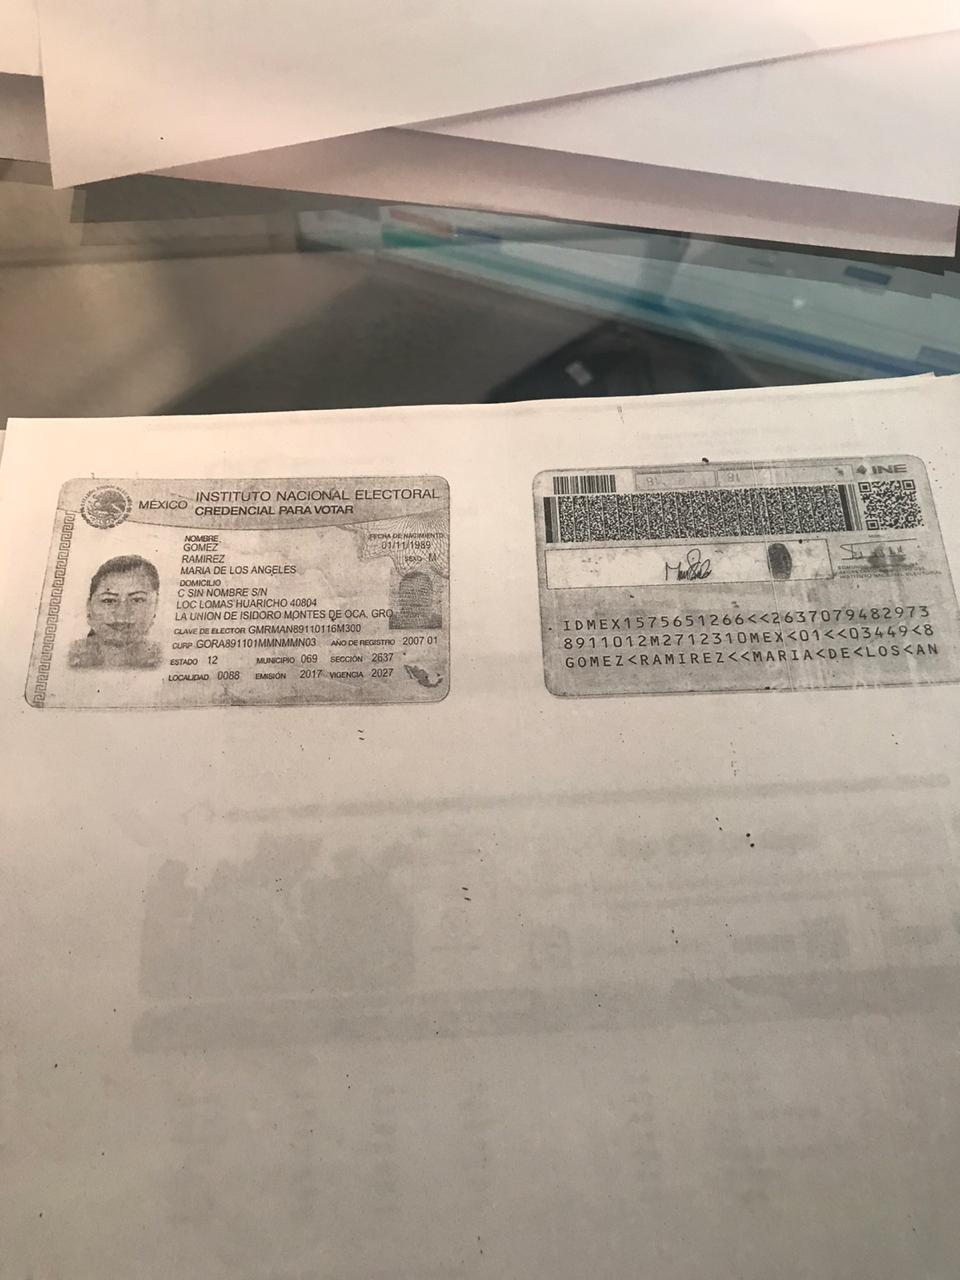 MÉXICO INSTITUTO NACIONAL ELECTORAL
CREDENCIAL PARA VOTAR
NOMBRE
GOMEZ
RAMIREZ
MARIA DE LOS ANGELES
FECHA DE NACIMIENTO
01/11/1989
SEXO M
DOMICILIO
C SIN NOMBRE S/N
LOC LOMAS HUARICHO 40804
LA UNION DE ISIDORO MONTES DE OCA, GRO.
CLAVE DE ELECTOR GMRMAN89110116M300
CURP GORA891101MMNMMN03 AÑO DE REGISTRO 2007 01
ESTADO 12 MUNICIPIO 069 SECCIÓN 2637
LOCALIDAD 0088 EMISIÓN 2017 VIGENCIA 2027
INE
IDMEX1575651266<<2637079482973
8911012M2712310MEX<01<<03449<8
GOMEZ<RAMIREZ<<MARIA<DE<LOS<AN